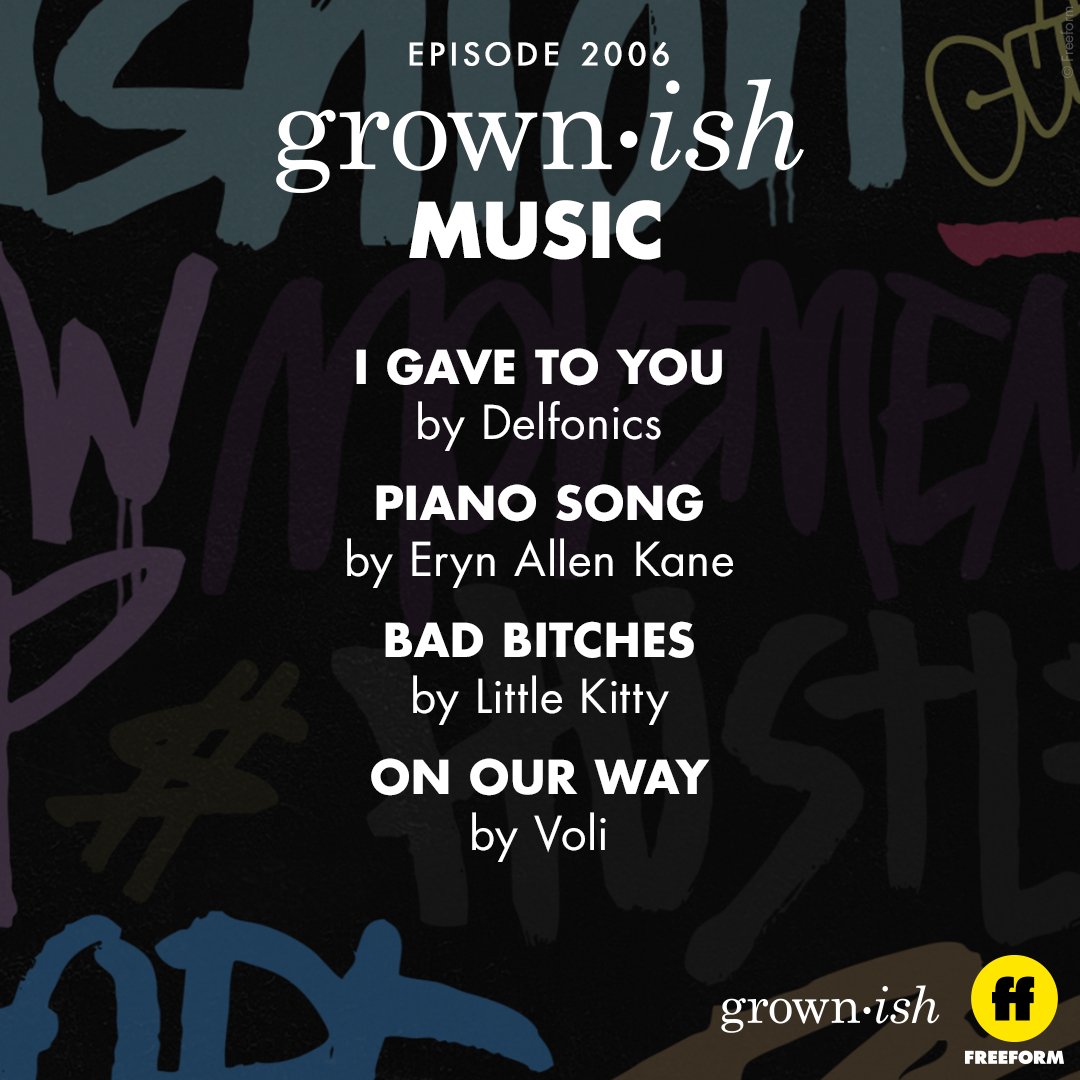 © Freeform
EPISODE 2006
grown·ish
MUSIC
I GAVE TO YOU
by Delfonics
PIANO SONG
by Eryn Allen Kane
BAD BITCHES
by Little Kitty
ON OUR WAY
by Voli
grown·ish
ff
FREEFORM